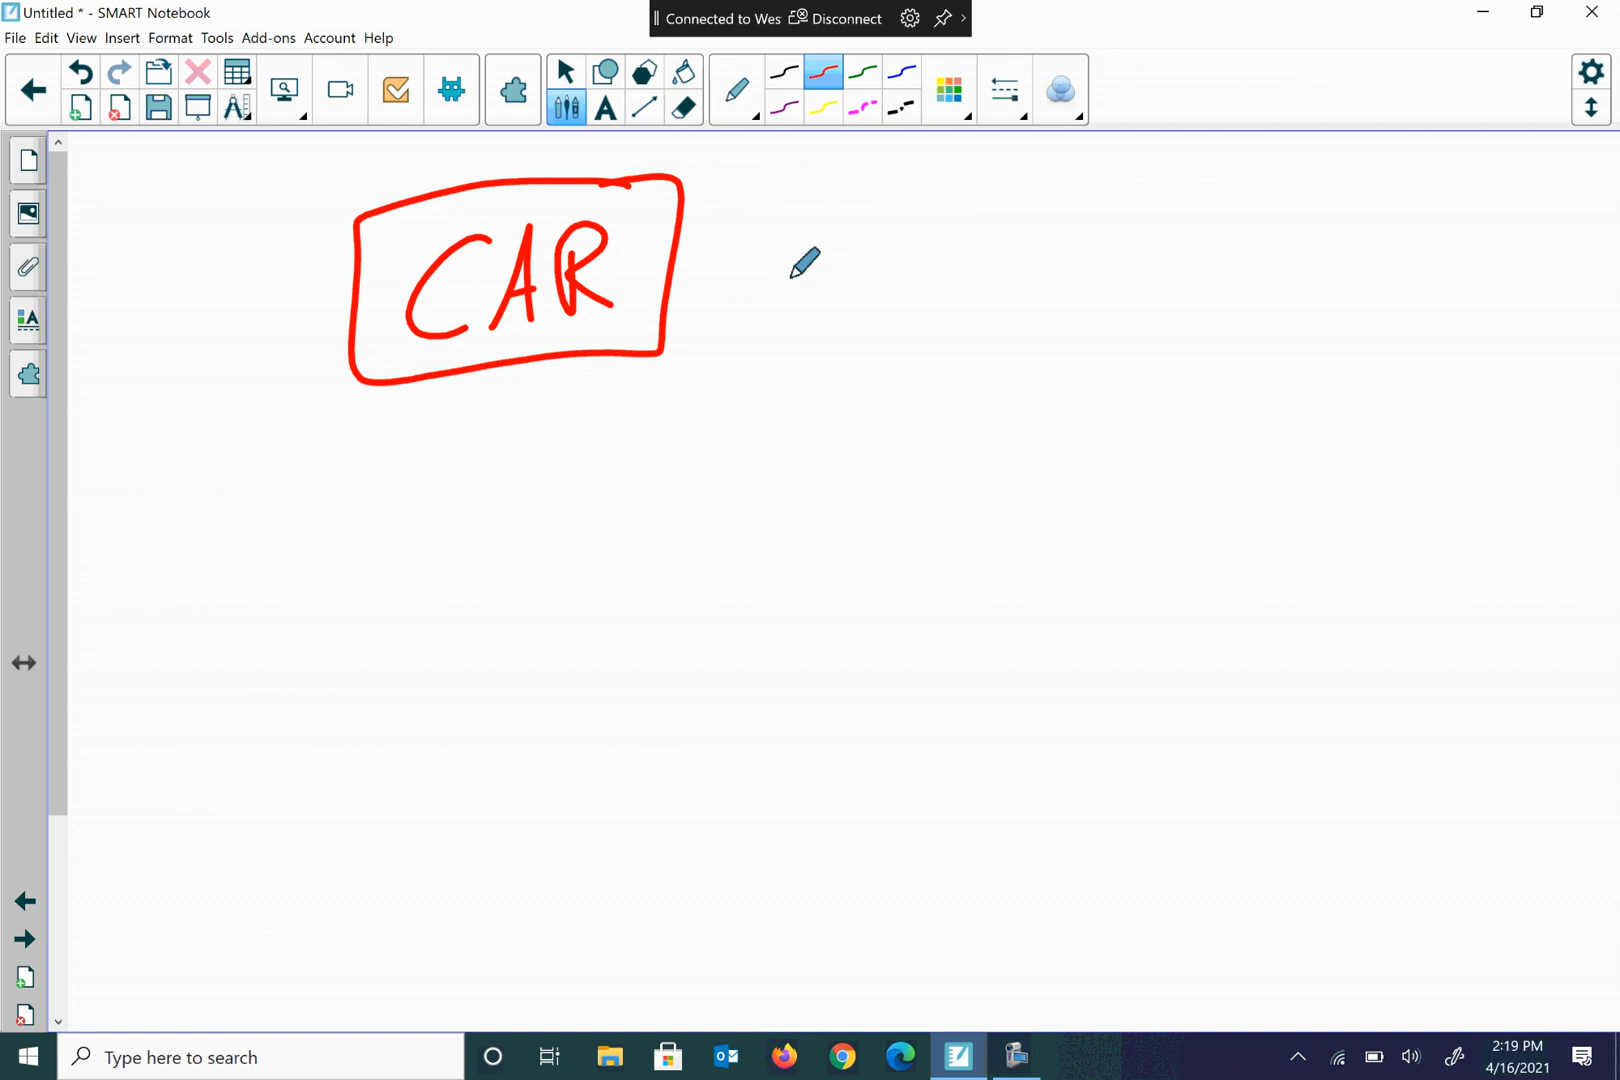 Untitled * - SMART Notebook
Connected to Wes Disconnect
File Edit View Insert Format Tools Add-ons Account Help
CAR
Type here to search
2:19 PM
4/16/2021